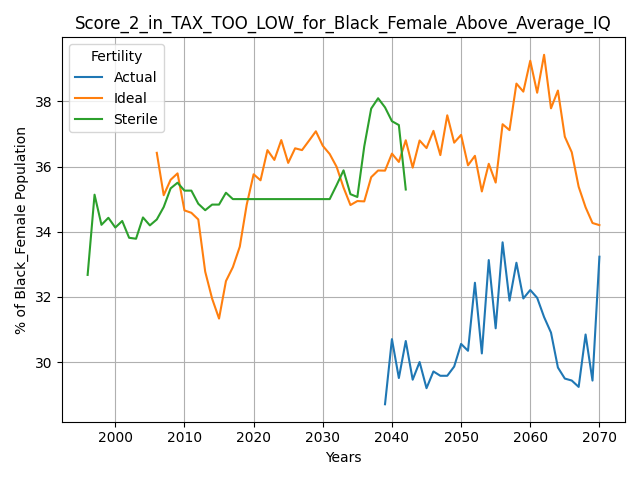 Score_2_in_TAX_TOO_LOW_for_Black_Female_Above_Average_IQ
Fertility
Actual
Ideal
Sterile
% of Black_Female Population
38
36
34
32
30
2000
2010
2020
2030
2040
2050
2060
2070
Years